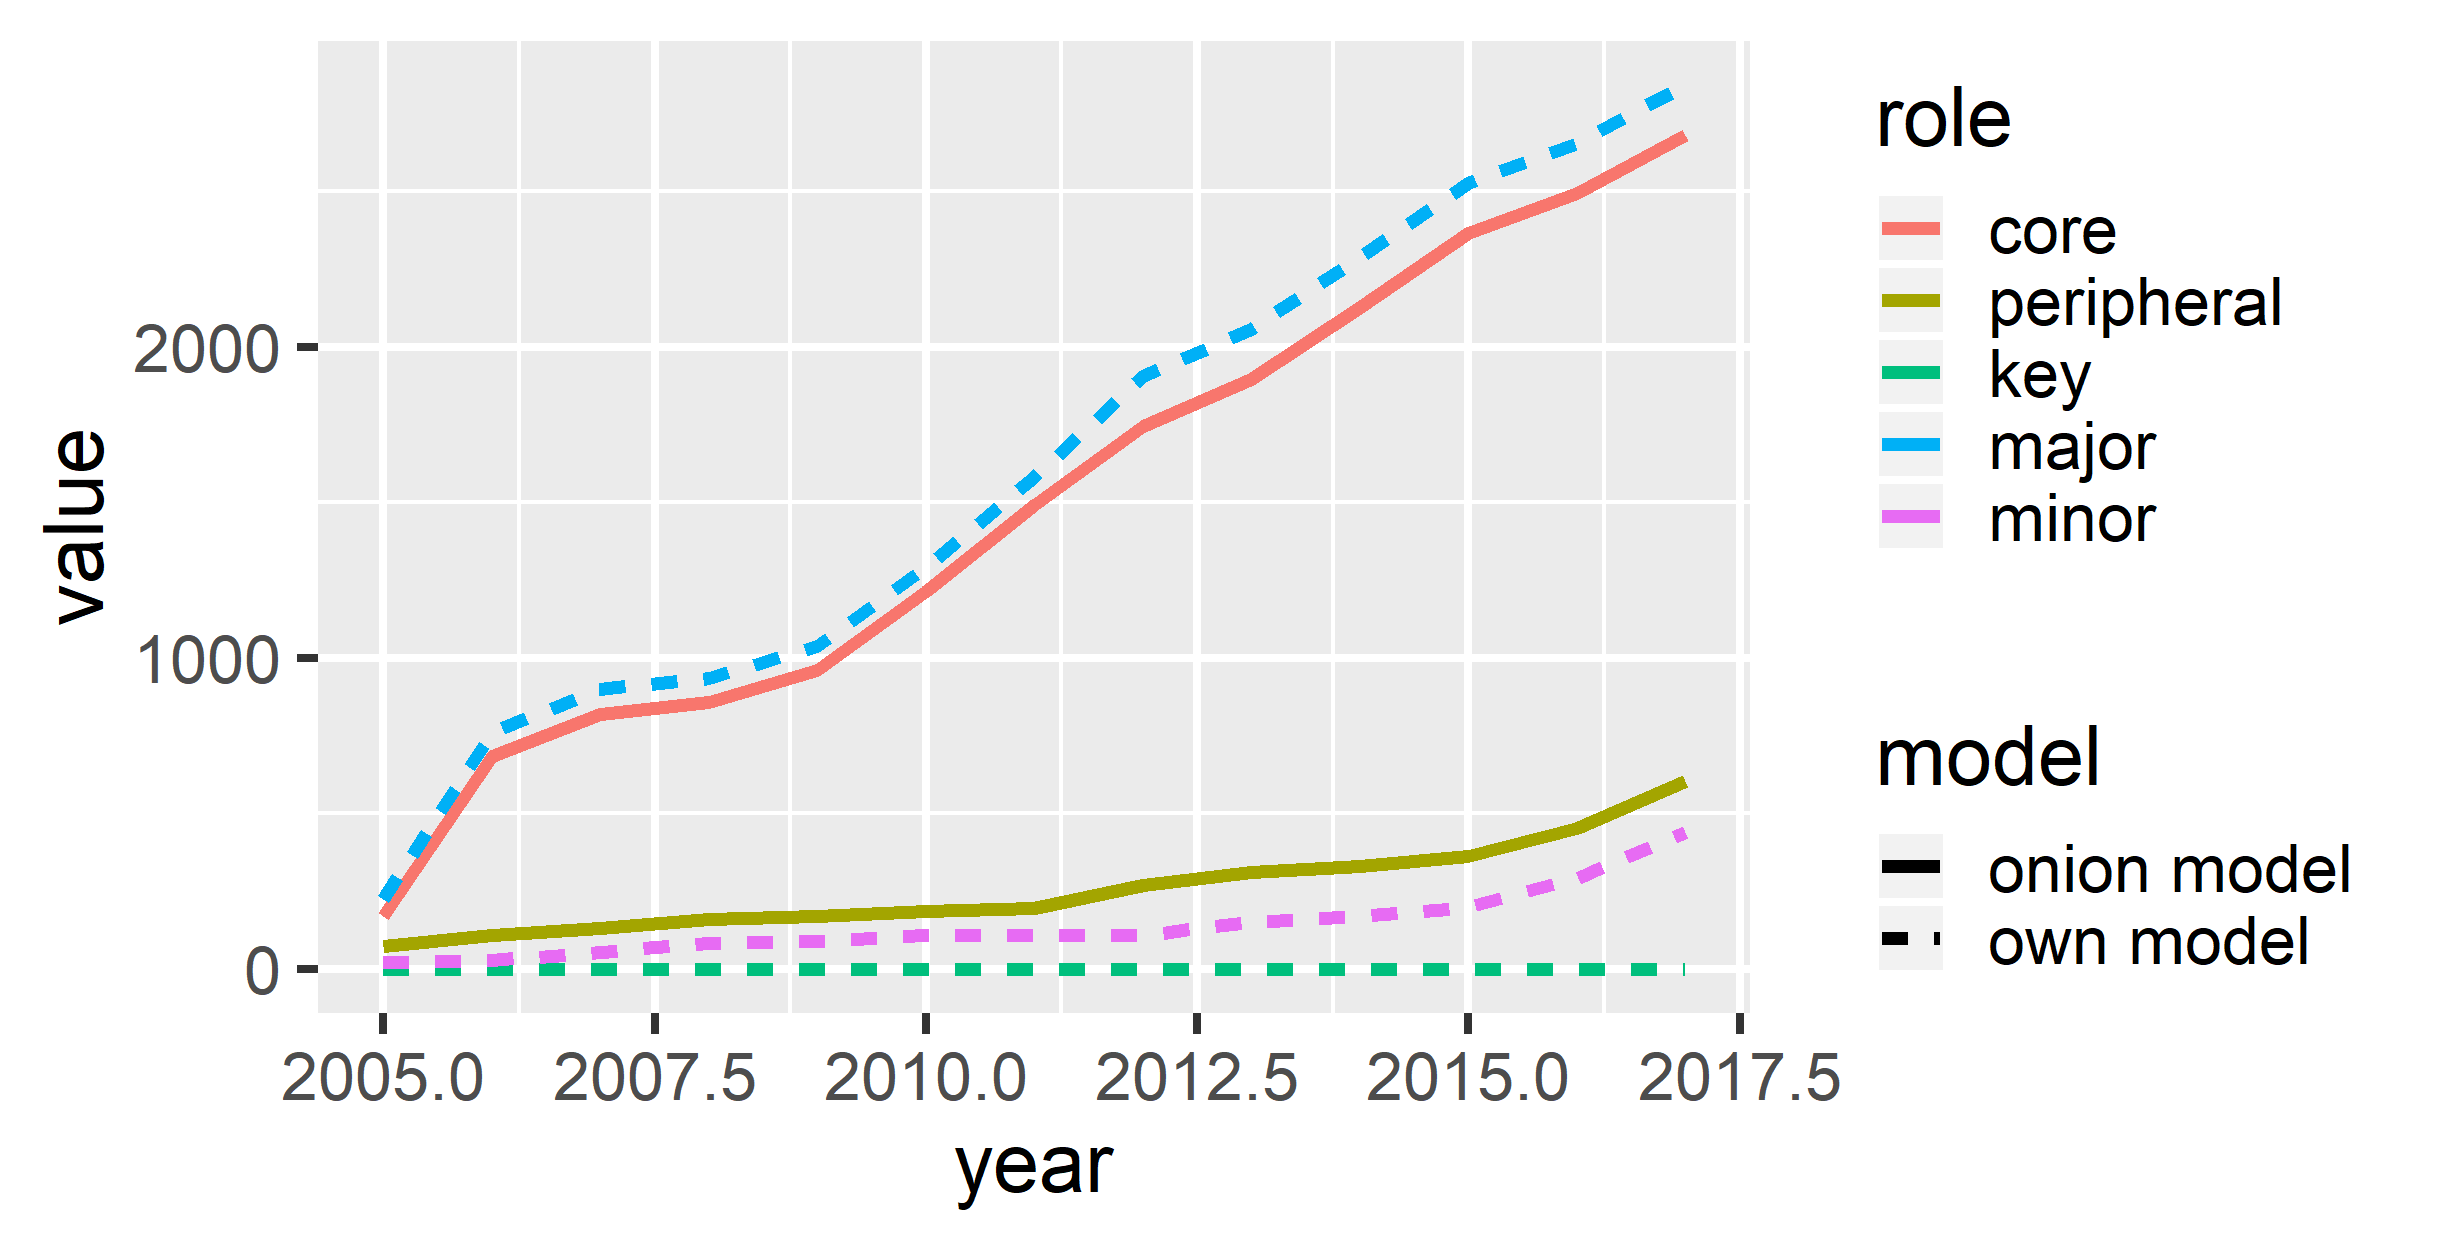 value
2000
1000
0
2005.0 2007.5 2010.0 2012.5 2015.0 2017.5
year
role
core
peripheral
key
major
minor
model
onion model
own model